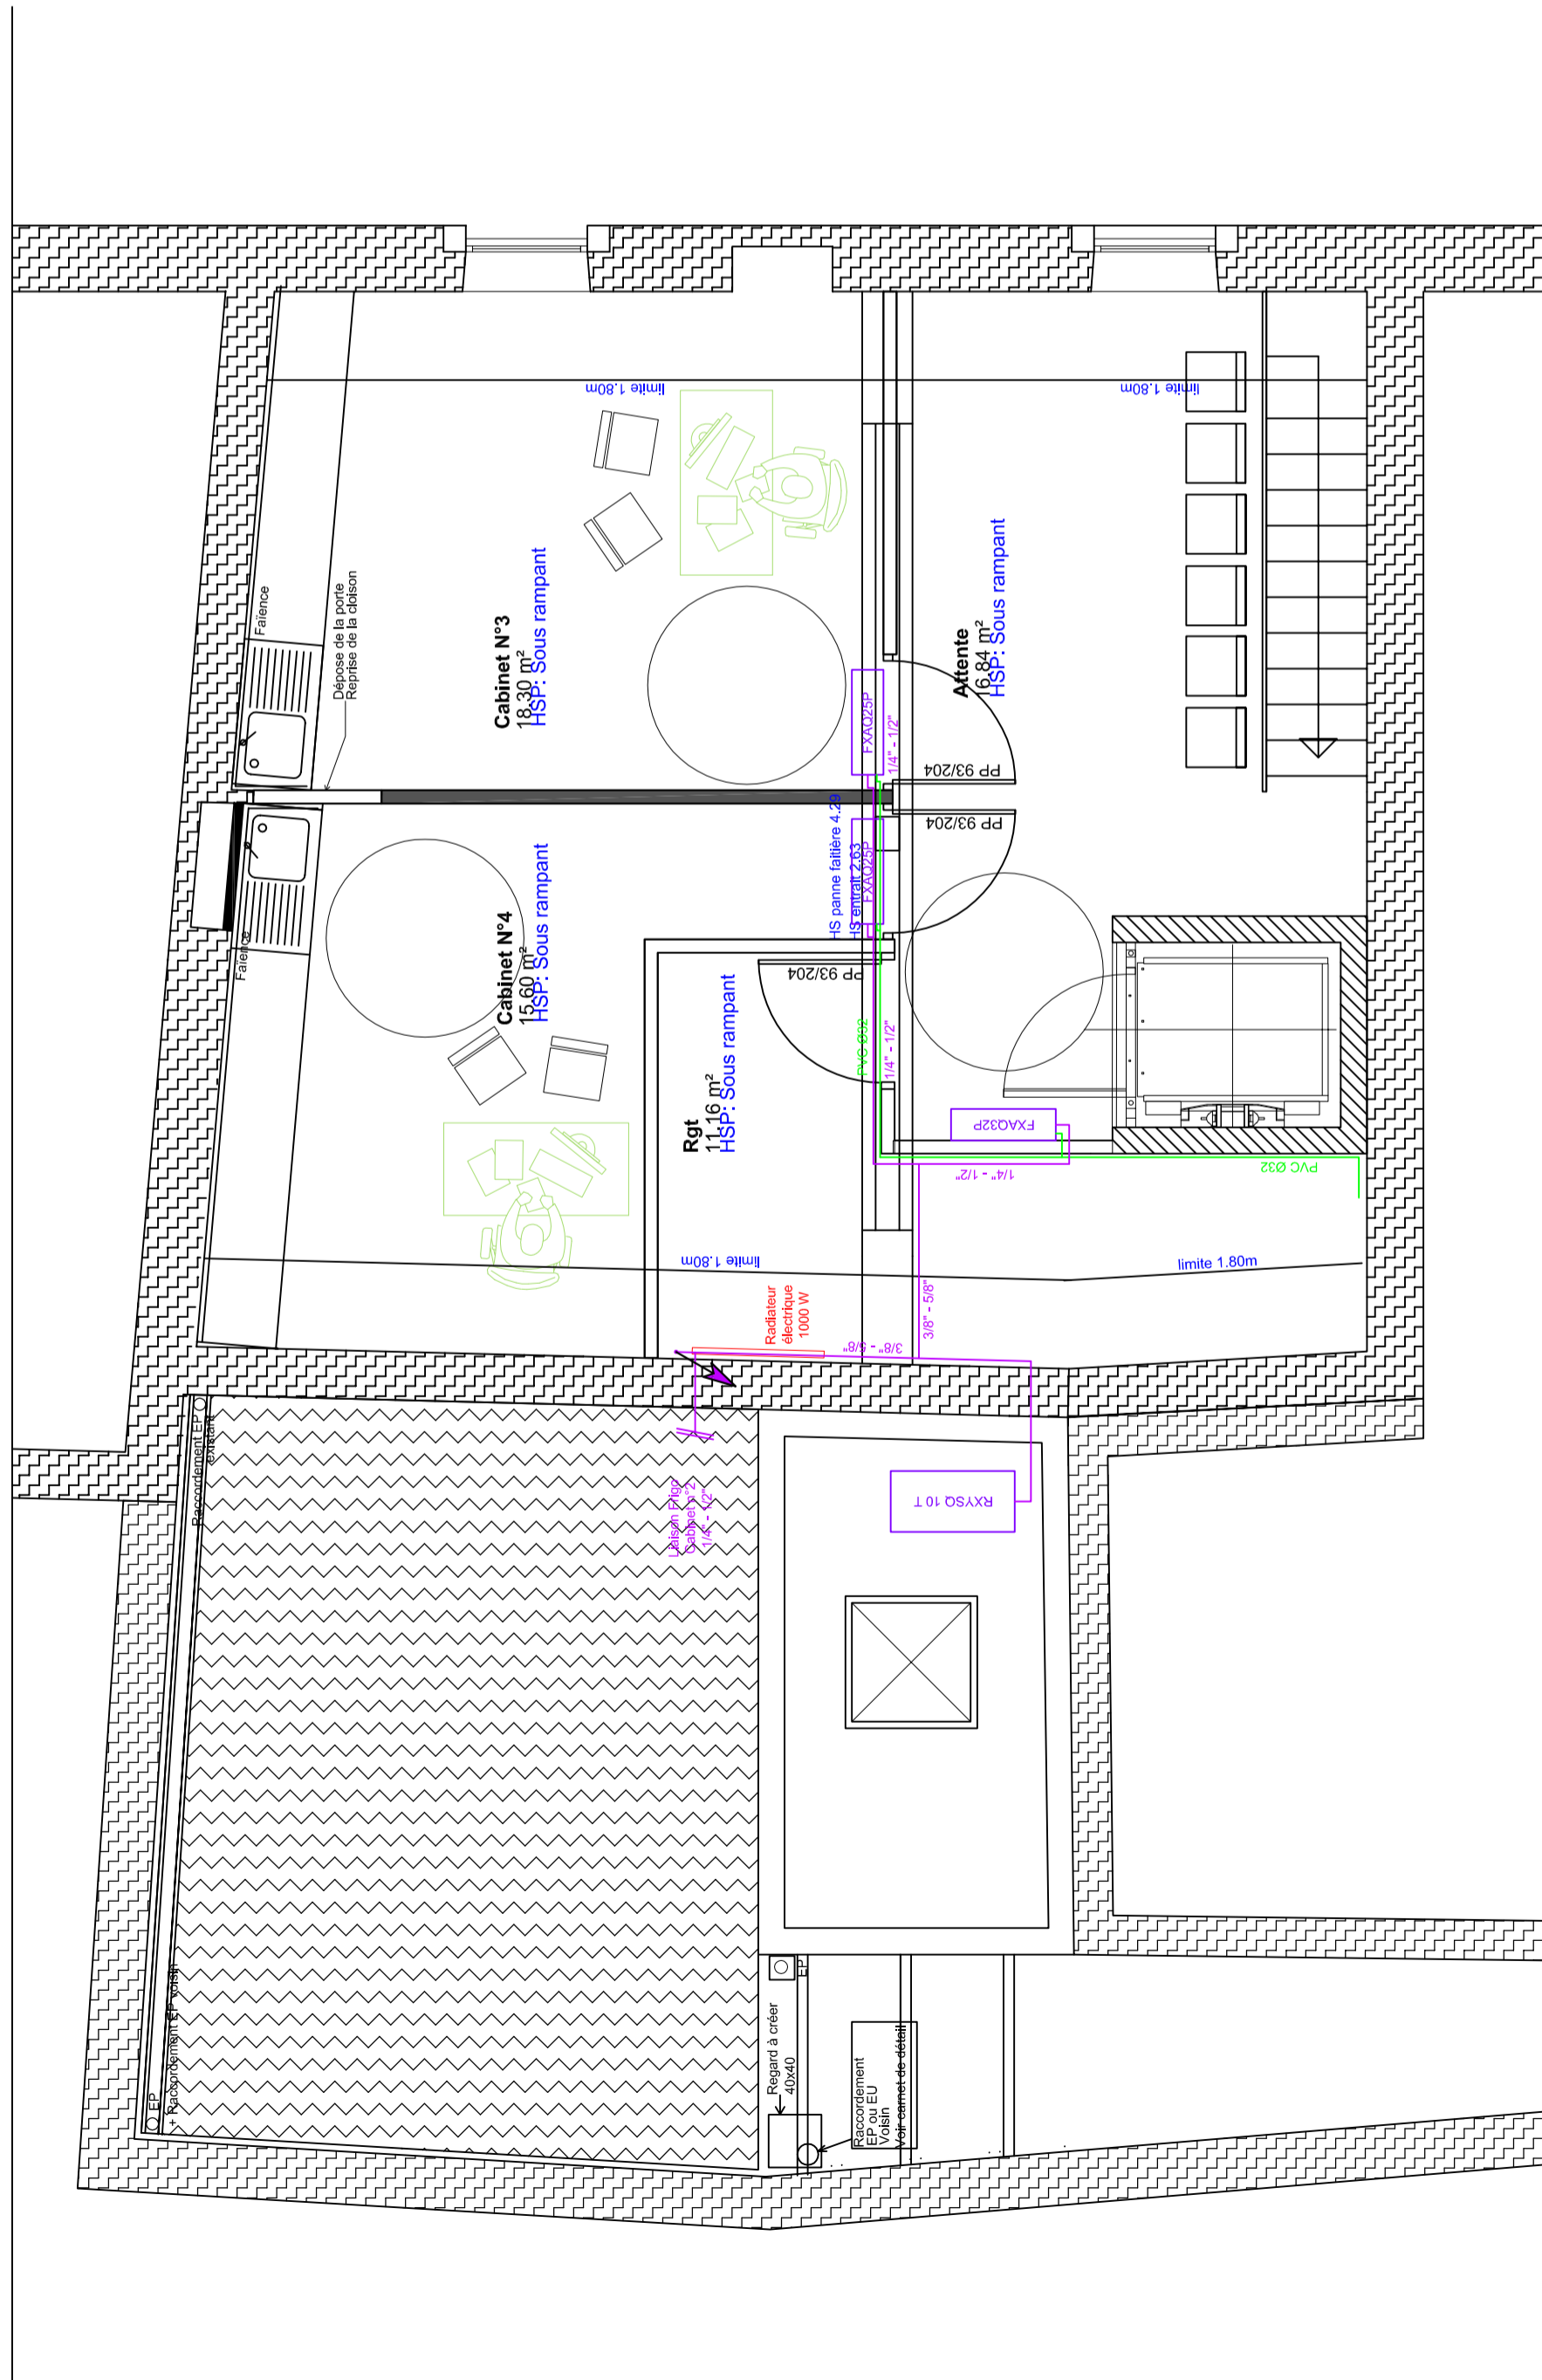 limite 1.80m
limite 1.80m
Faïence
Dépose de la porte
Reprise de la cloison
Cabinet N°3
18.30 m²
HSP: Sous rampant
Attente
16.84 m²
HSP: Sous rampant
FXAQ25P
1/4" - 1/2"
PP 93/204
PP 93/204
HS panne faitière 4.29
HS entrait 2.63
FXAQ25P
Cabinet N°4
15.60 m²
HSP: Sous rampant
Faïence
PP 93/204
Rgt
11.16 m²
HSP: Sous rampant
PVC Ø32
1/4" - 1/2"
FXAQ32P
1/4" - 1/2"
PVC Ø32
limite 1.80m
limite 1.80m
Radiateur
électrique
1000 W
3/8" - 5/8"
3/8" - 5/8"
Raccordement EP
existant
Liaison Frigo
Cabinet n°2
1/4" - 1/2"
RXYSQ 10 T
EP
+ Raccordement EP voisin
EP
Regard à créer
40x40
Raccordement
EP ou EU
Voisin
Voir carnet de détail